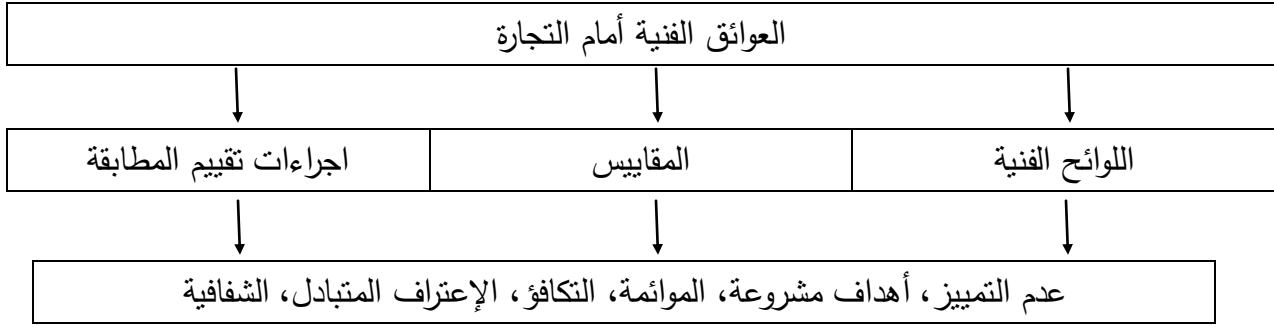 العوائق الفنية أمام التجارة
اللوائح الفنية
المقاييس
اجراءات تقييم المطابقة
عدم التمييز، أهداف مشروعة، الموائمة، التكافؤ، الإعتراف المتبادل، الشفافية